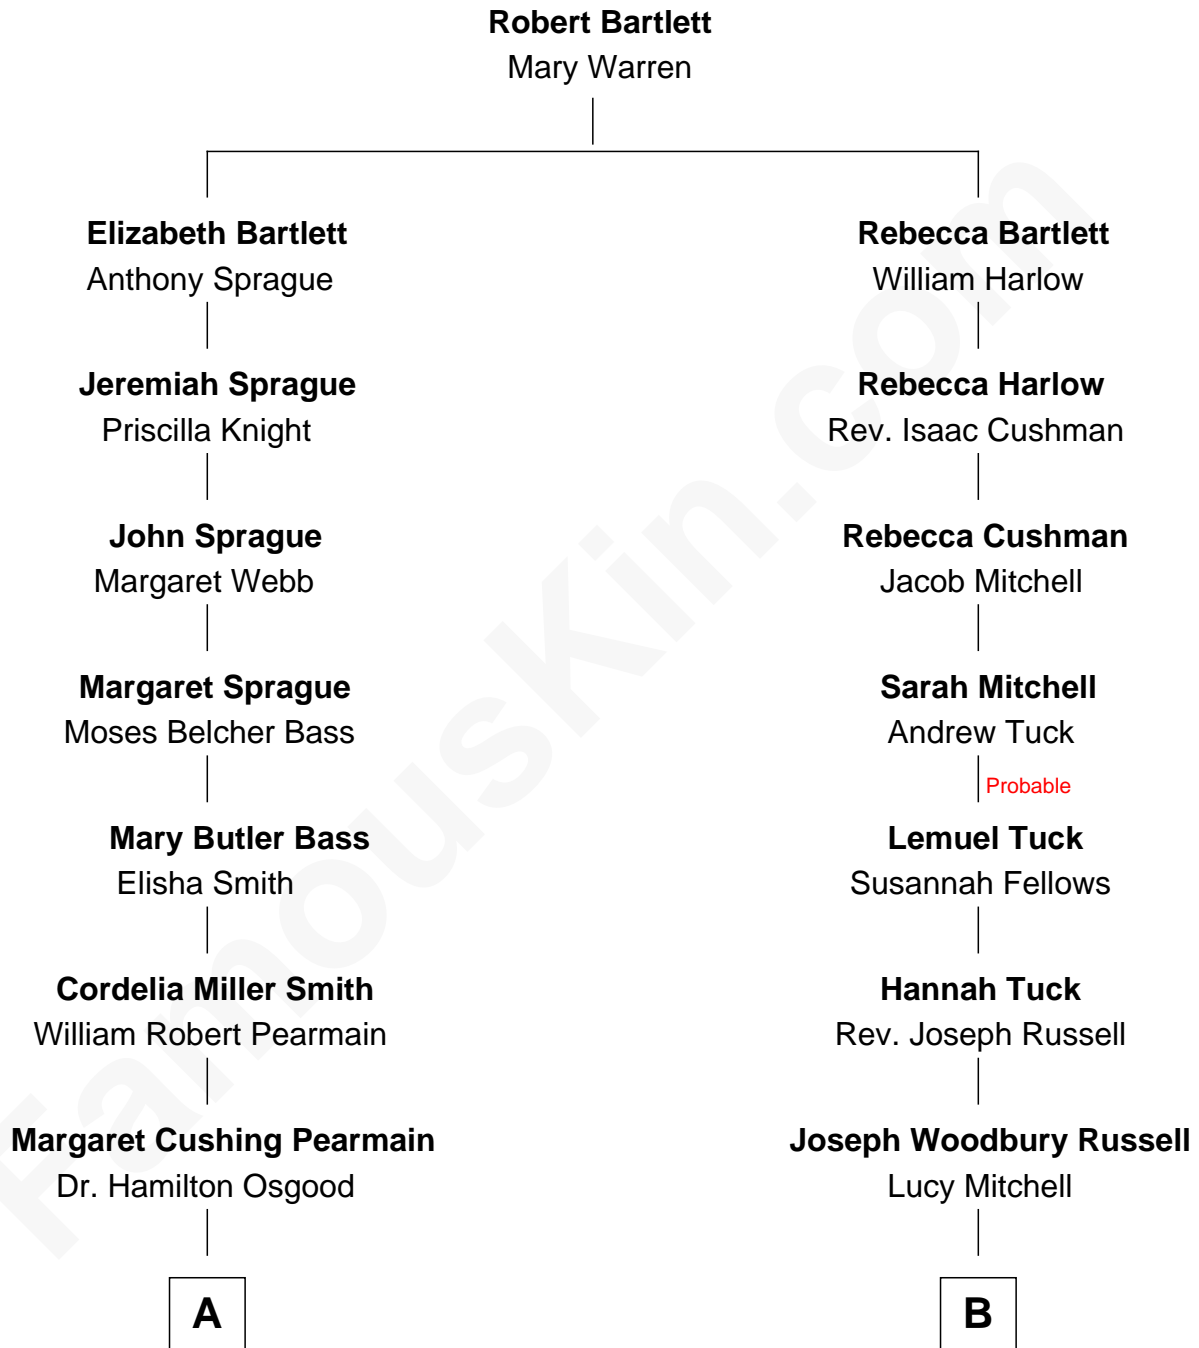 Robert Bartlett
Mary Warren
Elizabeth Bartlett
Anthony Sprague
Rebecca Bartlett
William Harlow
Jeremiah Sprague
Priscilla Knight
Rebecca Harlow
Rev. Isaac Cushman
John Sprague
Margaret Webb
Rebecca Cushman
Jacob Mitchell
Margaret Sprague
Moses Belcher Bass
Sarah Mitchell
Andrew Tuck
Probable
Mary Butler Bass
Elisha Smith
Lemuel Tuck
Susannah Fellows
Cordelia Miller Smith
William Robert Pearmain
Hannah Tuck
Rev. Joseph Russell
Margaret Cushing Pearmain
Dr. Hamilton Osgood
Joseph Woodbury Russell
Lucy Mitchell
A
B
FamousKin.com